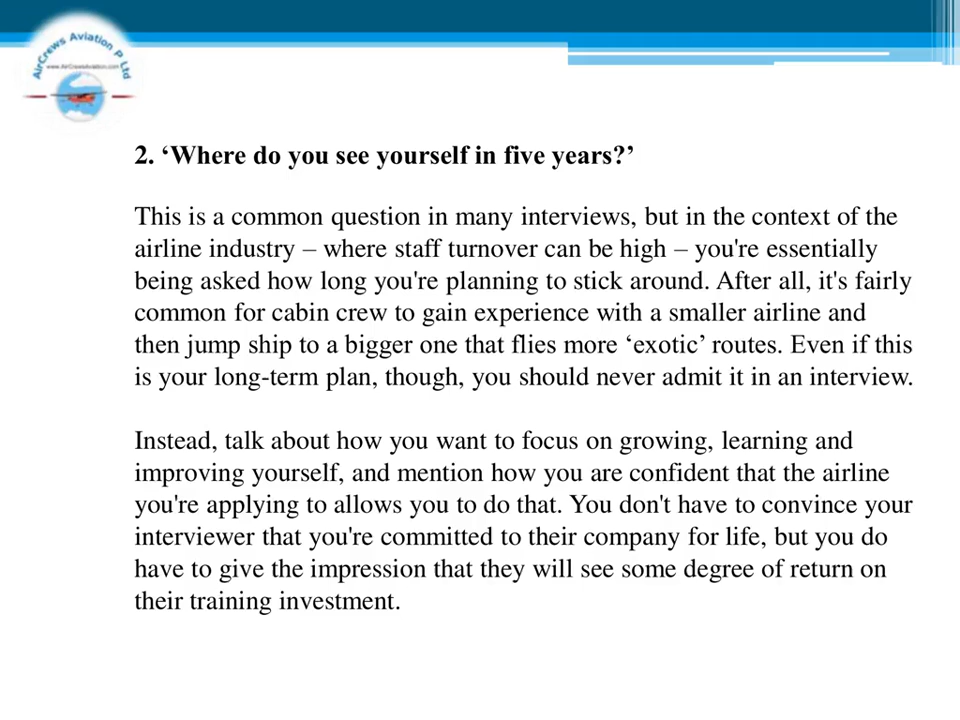 AirCrews Aviation P Ltd
www.AirCrewsAviation.com
2. ‘Where do you see yourself in five years?’
This is a common question in many interviews, but in the context of the
airline industry – where staff turnover can be high – you're essentially
being asked how long you're planning to stick around. After all, it's fairly
common for cabin crew to gain experience with a smaller airline and
then jump ship to a bigger one that flies more ‘exotic’ routes. Even if this
is your long-term plan, though, you should never admit it in an interview.
Instead, talk about how you want to focus on growing, learning and
improving yourself, and mention how you are confident that the airline
you're applying to allows you to do that. You don't have to convince your
interviewer that you're committed to their company for life, but you do
have to give the impression that they will see some degree of return on
their training investment.